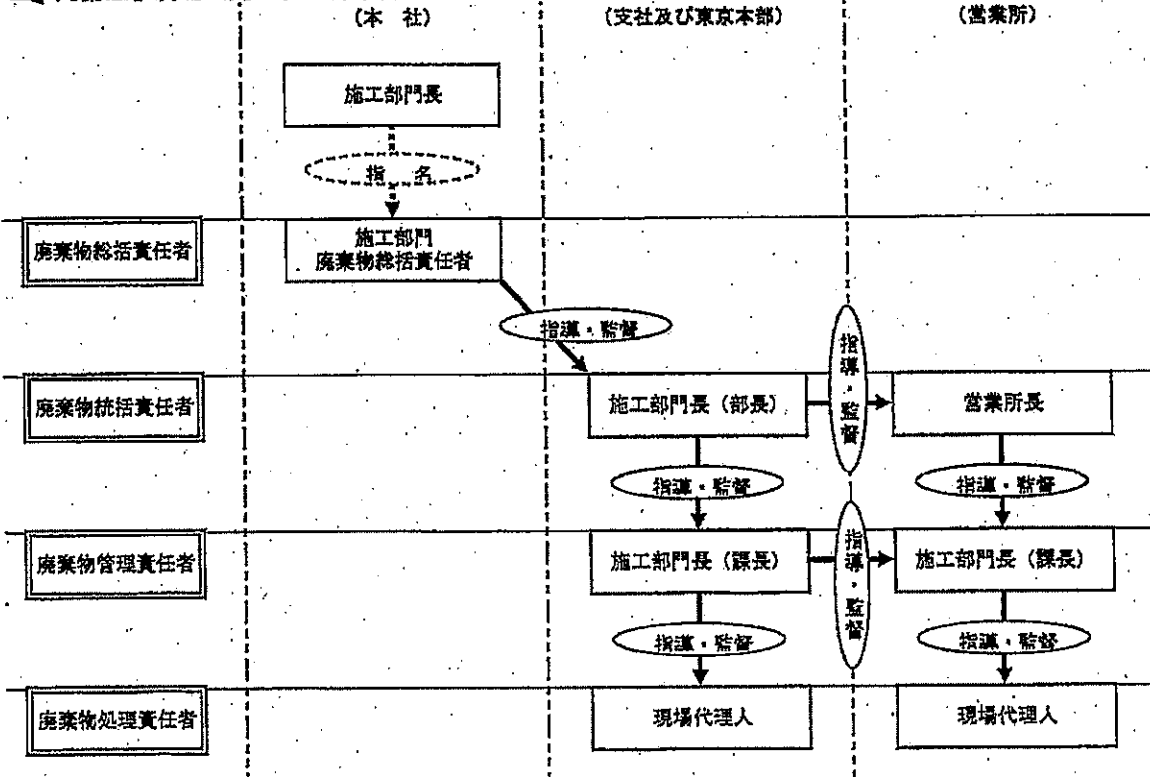 (本 社)
(支社及び東京本部)
(営業所)
施工部門長
指 名
廃棄物総括責任者
施工部門
廃棄物総括責任者
指導・監督
指導・監督
廃棄物統括責任者
施工部門長(部長)
営業所長
指導・監督
指導・監督
廃棄物管理責任者
施工部門長(課長)
指導・監督
施工部門長(課長)
指導・監督
指導・監督
廃棄物処理責任者
現場代理人
現場代理人